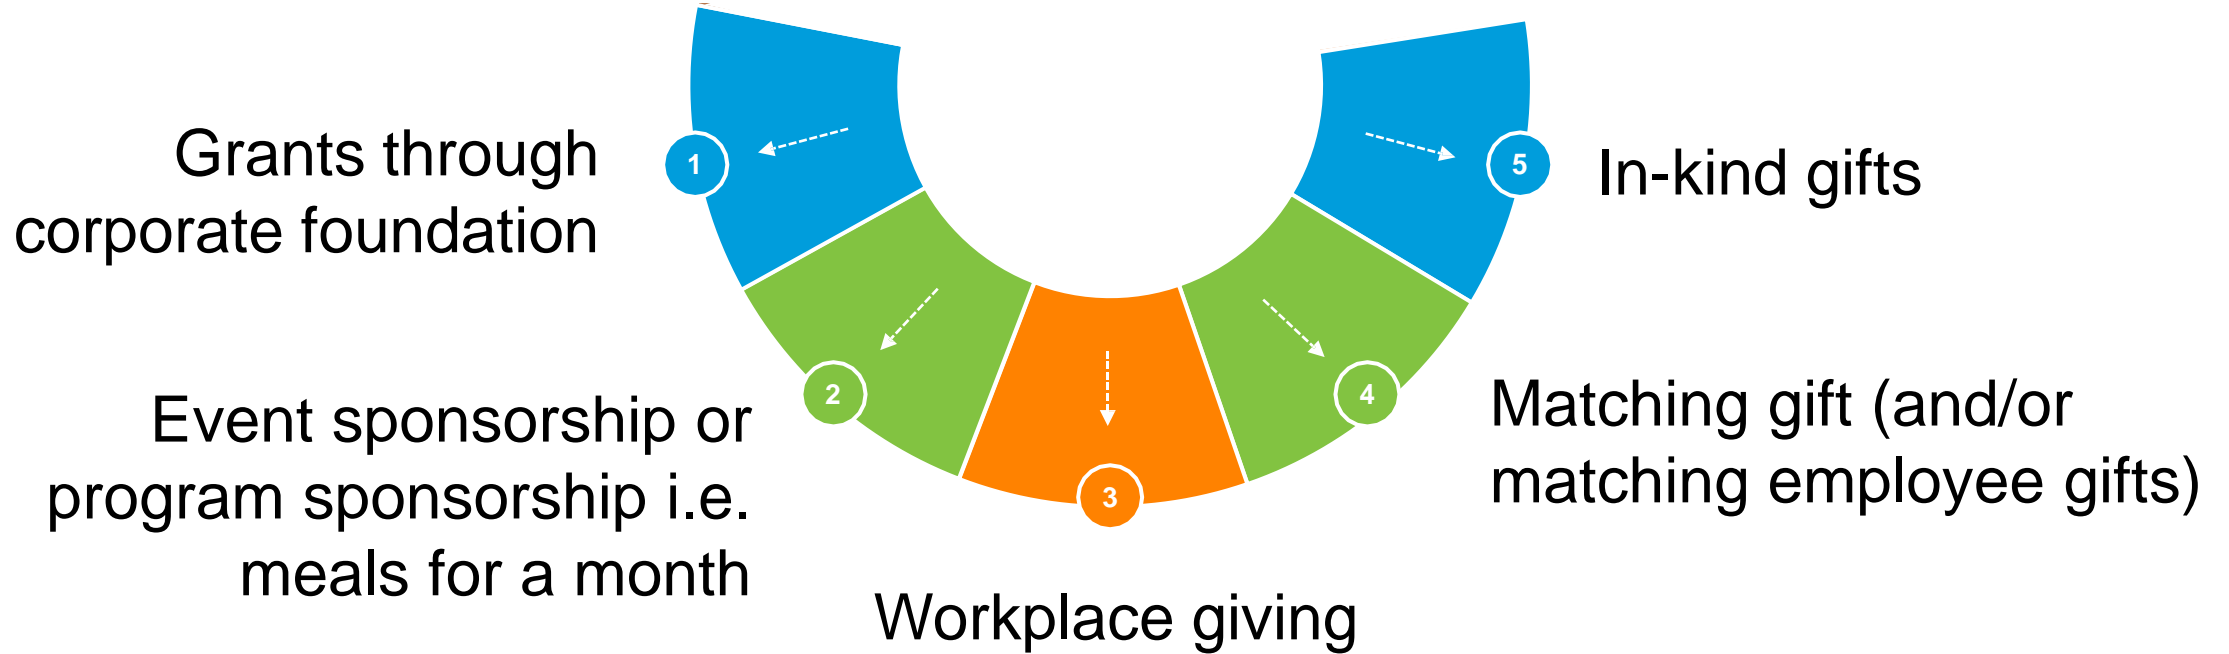 1
Grants through
corporate foundation
2
Event sponsorship or
program sponsorship i.e.
meals for a month
3
Workplace giving
4
Matching gift (and/or
matching employee gifts)
5
In-kind gifts